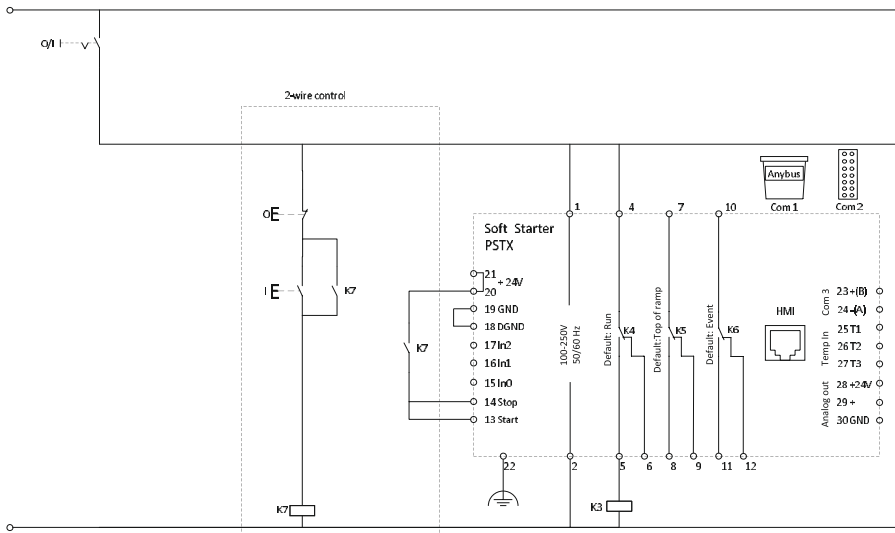 O/I
2-wire control
O
I
K7
K7
Soft Starter
PSTX
21
+ 24V
20
19 GND
18 DGND
17 In2
16 In1
15 In0
14 Stop
13 Start
K7
22
1
100-250V
50/60 Hz
2
4
Default: Run
K4
5
6
K3
7
Default:Top of ramp
K5
8
9
10
Default: Event
K6
11
12
Anybus
Com 1
Com 2
HMI
Com 3
23 +(B)
24 -(A)
Temp In
25 T1
26 T2
27 T3
Analog out
28 +24V
29 +
30 GND